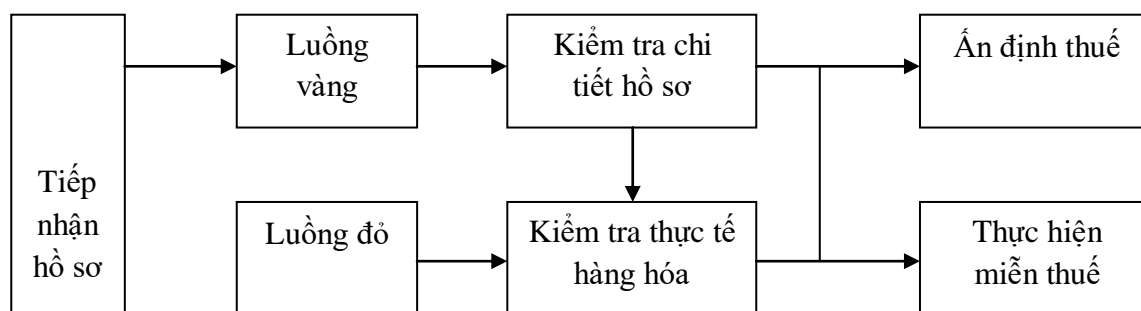 Tiếp
nhận
hồ sơ
Luồng
vàng
Kiểm tra chi
tiết hồ sơ
Ấn định thuế
Luồng đỏ
Kiểm tra thực tế
hàng hóa
Thực hiện
miễn thuế